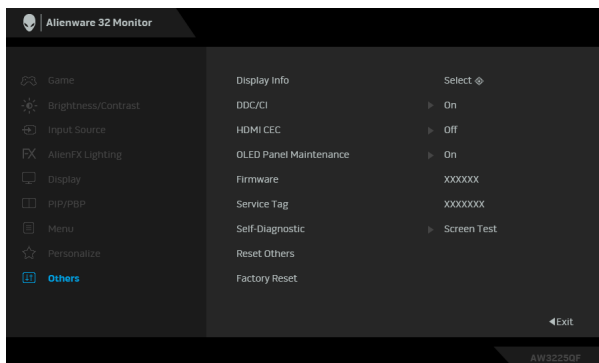 Alienware 32 Monitor
Game
Brightness/Contrast
Input Source
FX AlienFX Lighting
Display
PIP/PBP
Menu
Personalize
Others
Display Info Select
DDC/CI On
HDMI CEC Off
OLED Panel Maintenance On
Firmware XXXXXX
Service Tag XXXXXXX
Self-Diagnostic Screen Test
Reset Others
Factory Reset
Exit
AW3225QF